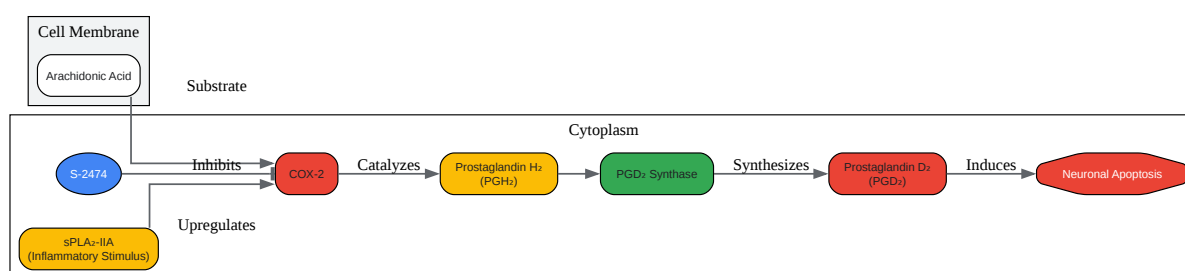 Cell Membrane
Arachidonic Acid
Substrate
Cytoplasm
S-2474
Inhibits
COX-2
Catalyzes
Prostaglandin H₂
(PGH₂)
PGD₂ Synthase
Synthesizes
Prostaglandin D₂
(PGD₂)
Induces
Neuronal Apoptosis
Upregulates
sPLA₂-IIA
(Inflammatory Stimulus)